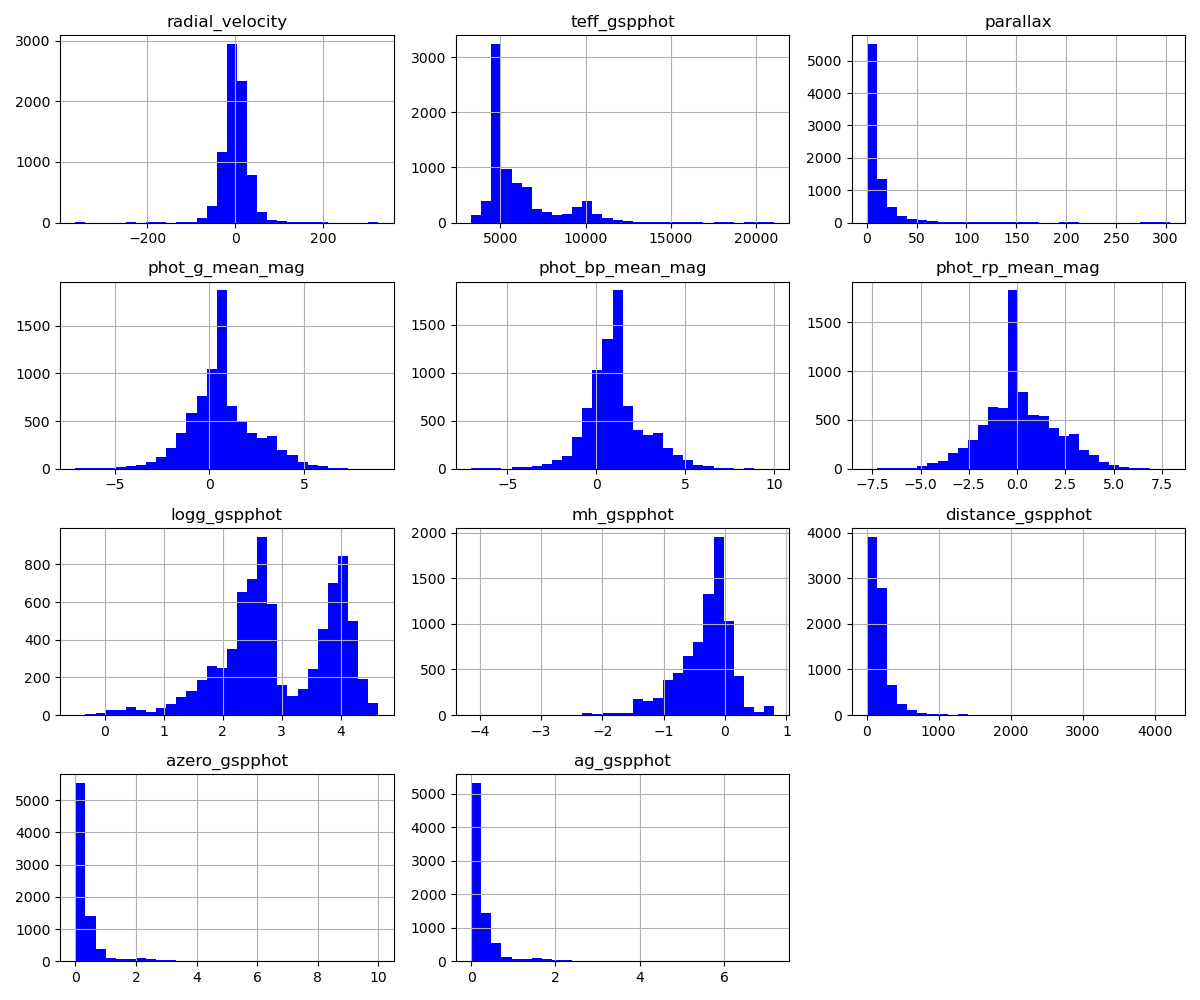 radial_velocity
3000
2000
1000
0
−200 0 200
teff_gspphot
3000
2000
1000
0
5000 10000 15000 20000
parallax
5000
4000
3000
2000
1000
0
0 50 100 150 200 250 300
phot_g_mean_mag
1500
1000
500
0
−5 0 5
phot_bp_mean_mag
1500
1000
500
0
−5 0 5 10
phot_rp_mean_mag
1500
1000
500
0
−7.5 −5.0 −2.5 0.0 2.5 5.0 7.5
logg_gspphot
800
600
400
200
0
0 1 2 3 4
mh_gspphot
2000
1500
1000
500
0
−4 −3 −2 −1 0 1
distance_gspphot
4000
3000
2000
1000
0
0 1000 2000 3000 4000
azero_gspphot
5000
4000
3000
2000
1000
0
0 2 4 6 8 10
ag_gspphot
5000
4000
3000
2000
1000
0
0 2 4 6